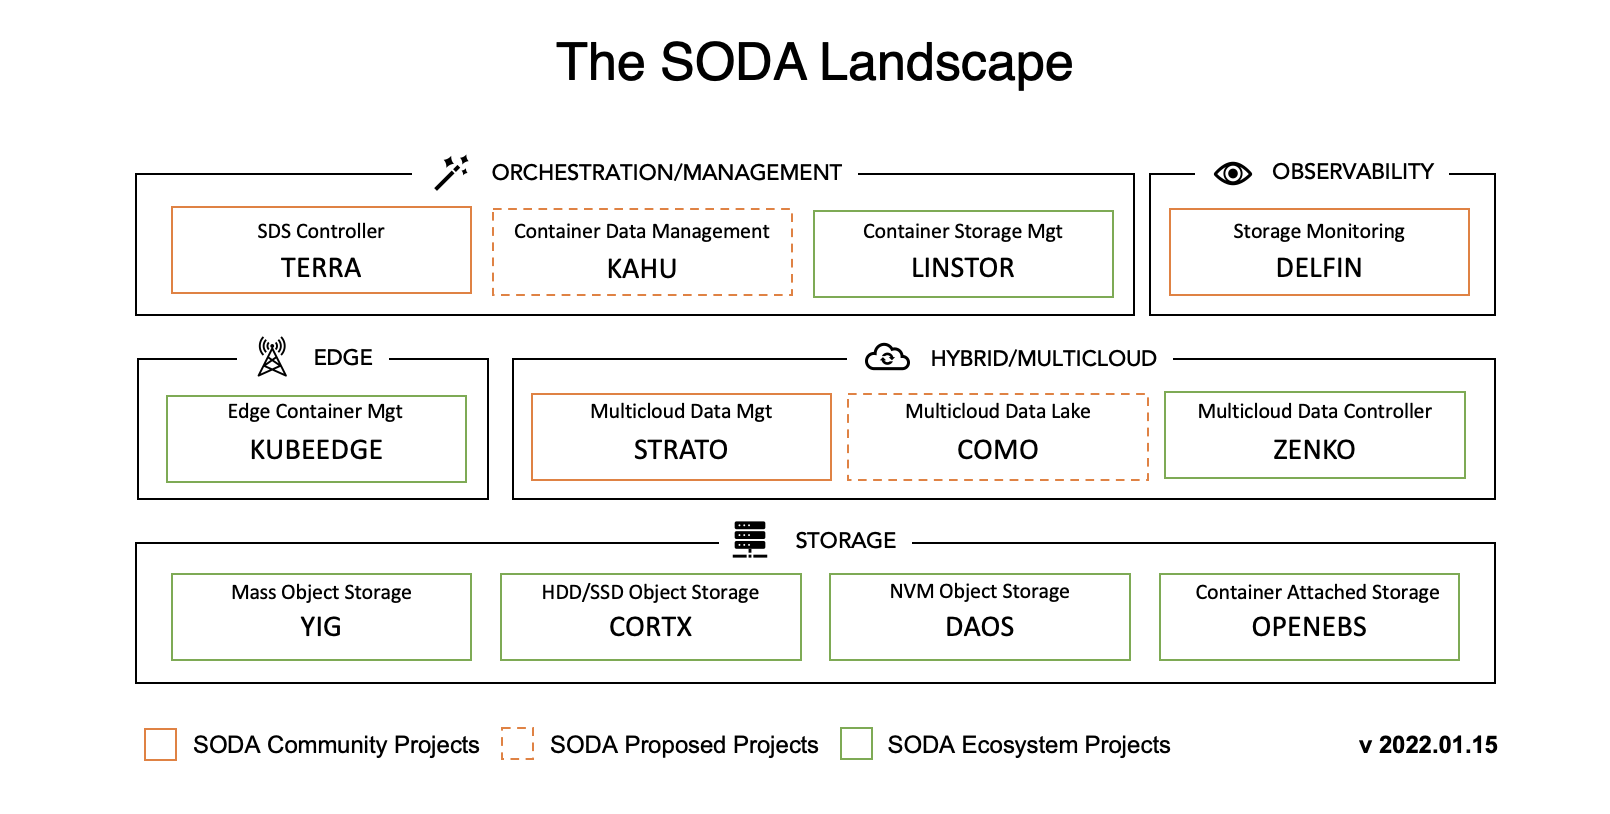 The SODA Landscape
ORCHESTRATION/MANAGEMENT
SDS Controller
TERRA
Container Data Management
KAHU
Container Storage Mgt
LINSTOR
OBSERVABILITY
Storage Monitoring
DELFIN
EDGE
Edge Container Mgt
KUBEEDGE
HYBRID/MULTICLOUD
Multicloud Data Mgt
STRATO
Multicloud Data Lake
COMO
Multicloud Data Controller
ZENKO
STORAGE
Mass Object Storage
YIG
HDD/SSD Object Storage
CORTX
NVM Object Storage
DAOS
Container Attached Storage
OPENEBS
SODA Community Projects
SODA Proposed Projects
SODA Ecosystem Projects
v 2022.01.15